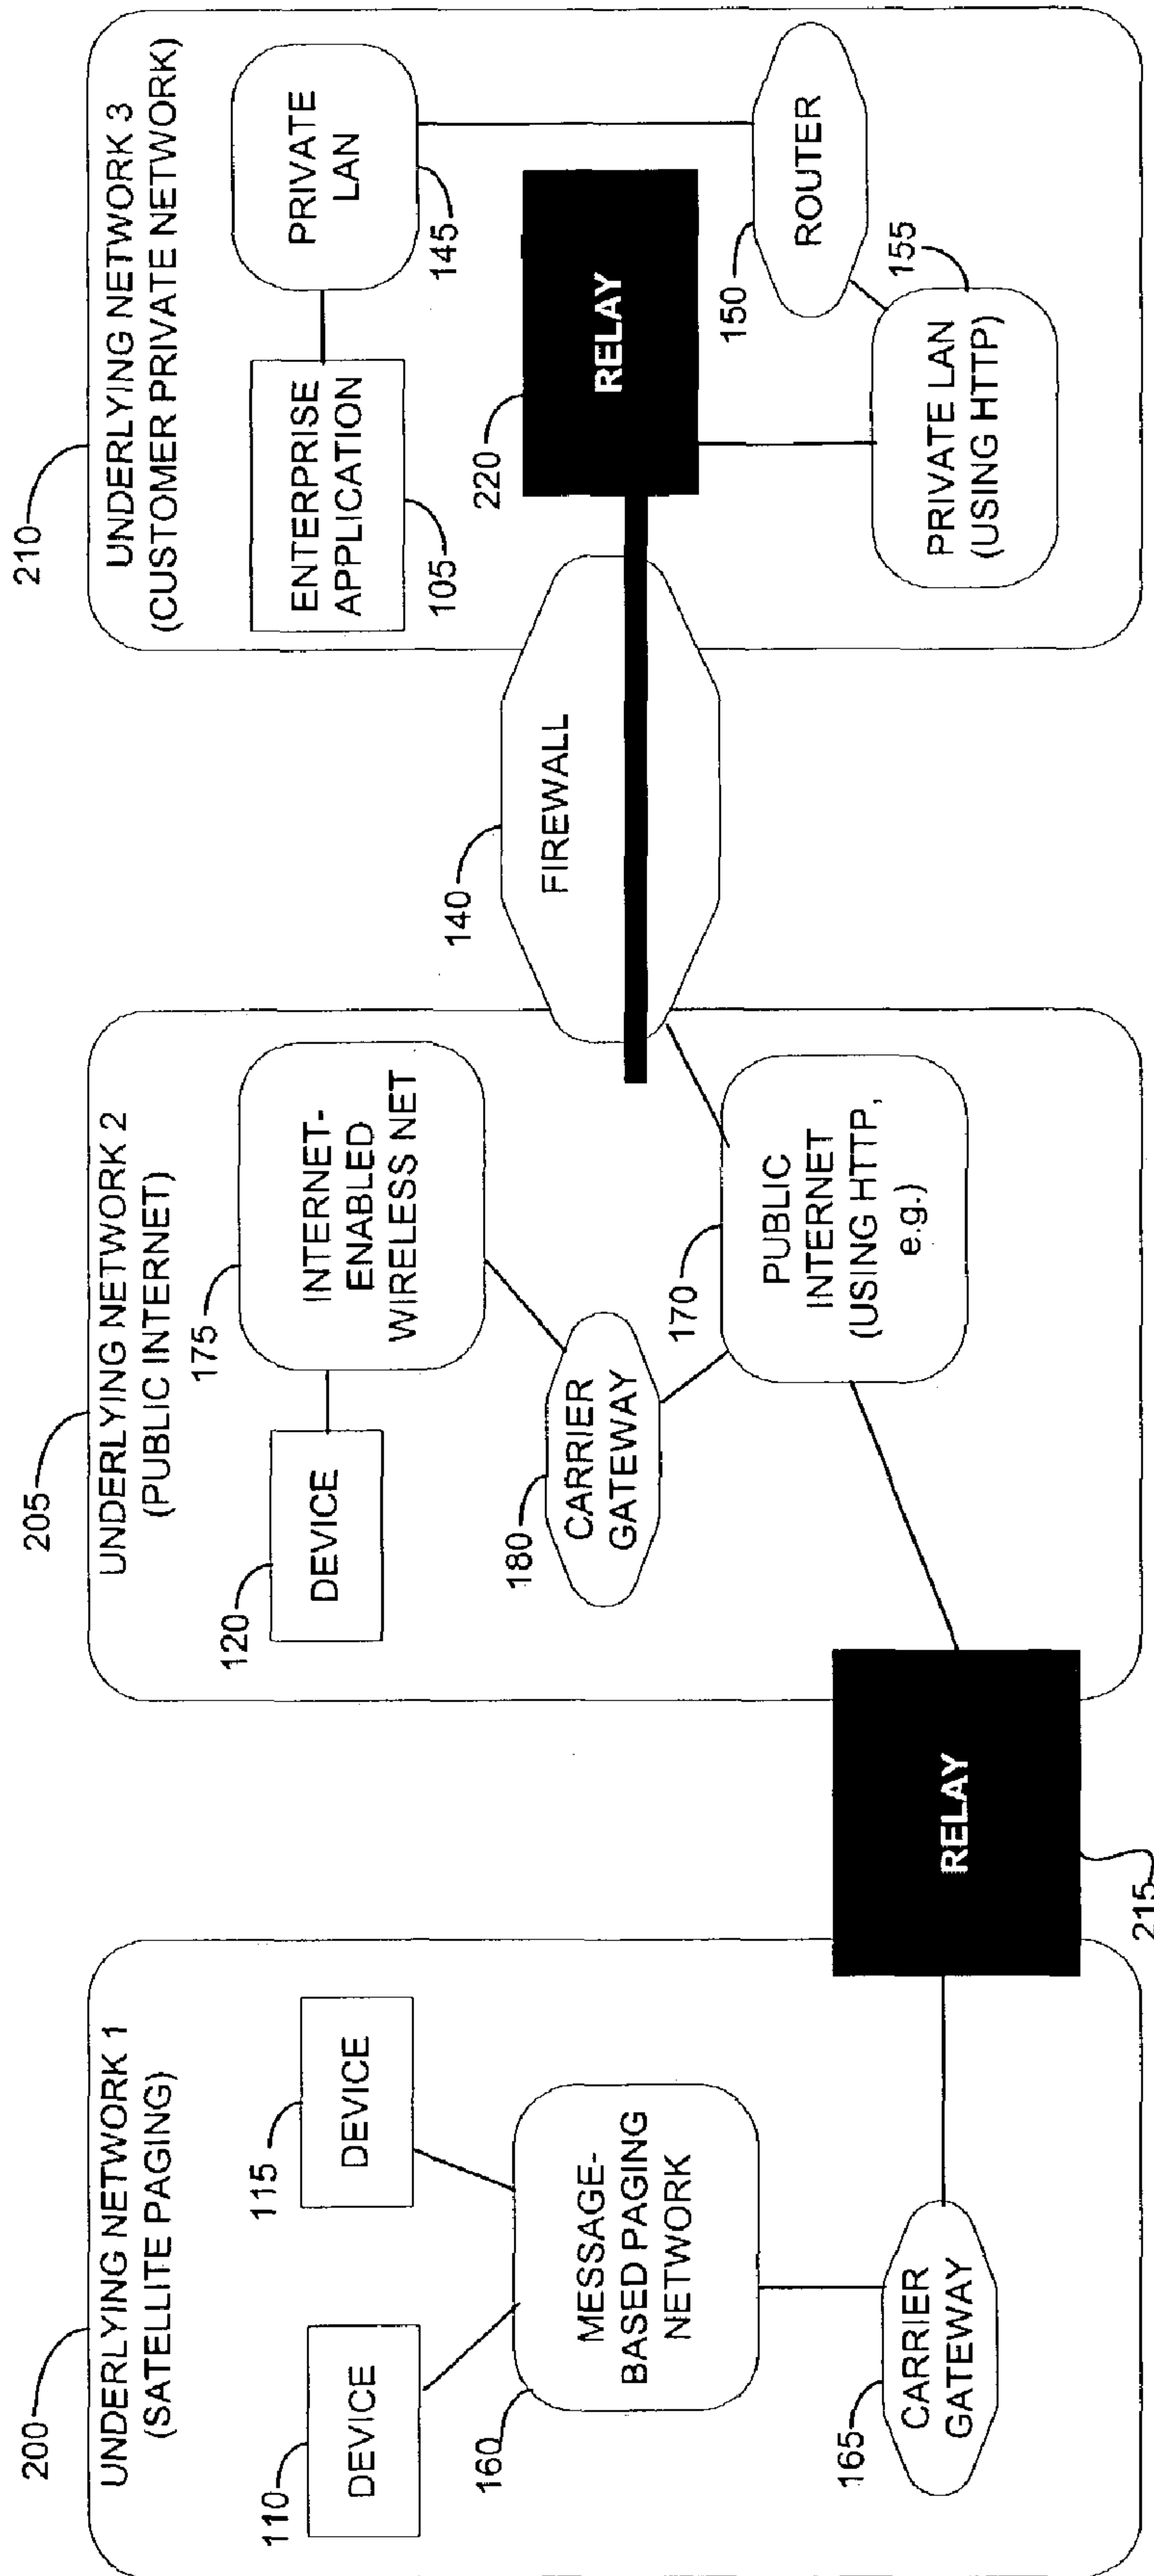 200
UNDERLYING NETWORK 1
(SATELLITE PAGING)
110
DEVICE
115
DEVICE
160
MESSAGE-
BASED PAGING
NETWORK
165
CARRIER
GATEWAY
RELAY
215
205
UNDERLYING NETWORK 2
(PUBLIC INTERNET)
120
DEVICE
175
INTERNET-
ENABLED
WIRELESS NET
180
CARRIER
GATEWAY
170
PUBLIC
INTERNET
(USING HTTP,
e.g.)
140
FIREWALL
210
UNDERLYING NETWORK 3
(CUSTOMER PRIVATE NETWORK)
ENTERPRISE
APPLICATION
105
PRIVATE
LAN
145
220
RELAY
150
ROUTER
155
PRIVATE LAN
(USING HTTP)